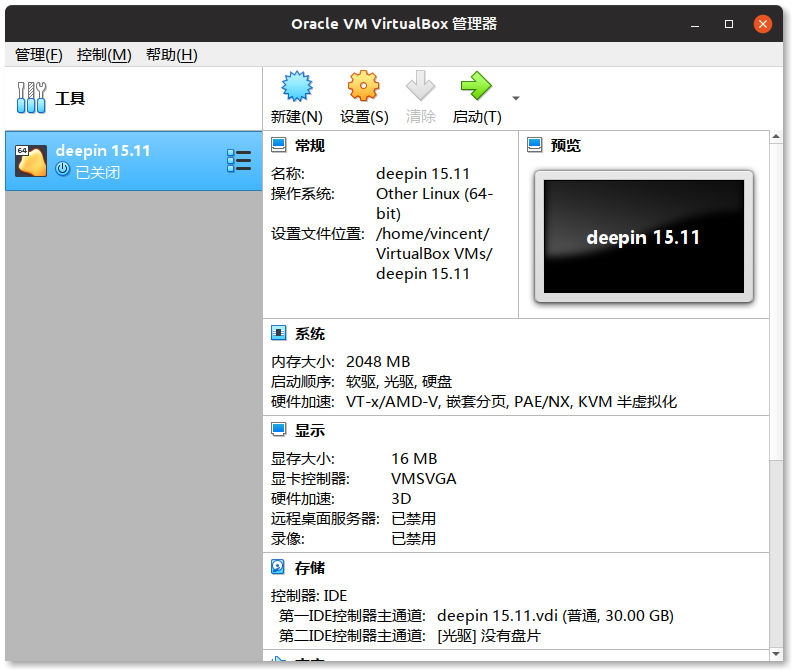 Oracle VM VirtualBox 管理器
管理(F) 控制(M) 帮助(H)
工具
新建(N) 设置(S) 清除 启动(T)
64
deepin 15.11
已关闭
常规
名称: deepin 15.11
操作系统: Other Linux (64-
bit)
设置文件位置: /home/vincent/
VirtualBox VMs/
deepin 15.11
预览
deepin 15.11
系统
内存大小: 2048 MB
启动顺序: 软驱, 光驱, 硬盘
硬件加速: VT-x/AMD-V, 嵌套分页, PAE/NX, KVM 半虚拟化
显示
显存大小: 16 MB
显卡控制器: VMSVGA
硬件加速: 3D
远程桌面服务器: 已禁用
录像: 已禁用
存储
控制器: IDE
第一IDE控制器主通道: deepin 15.11.vdi (普通, 30.00 GB)
第二IDE控制器主通道: [光驱] 没有盘片